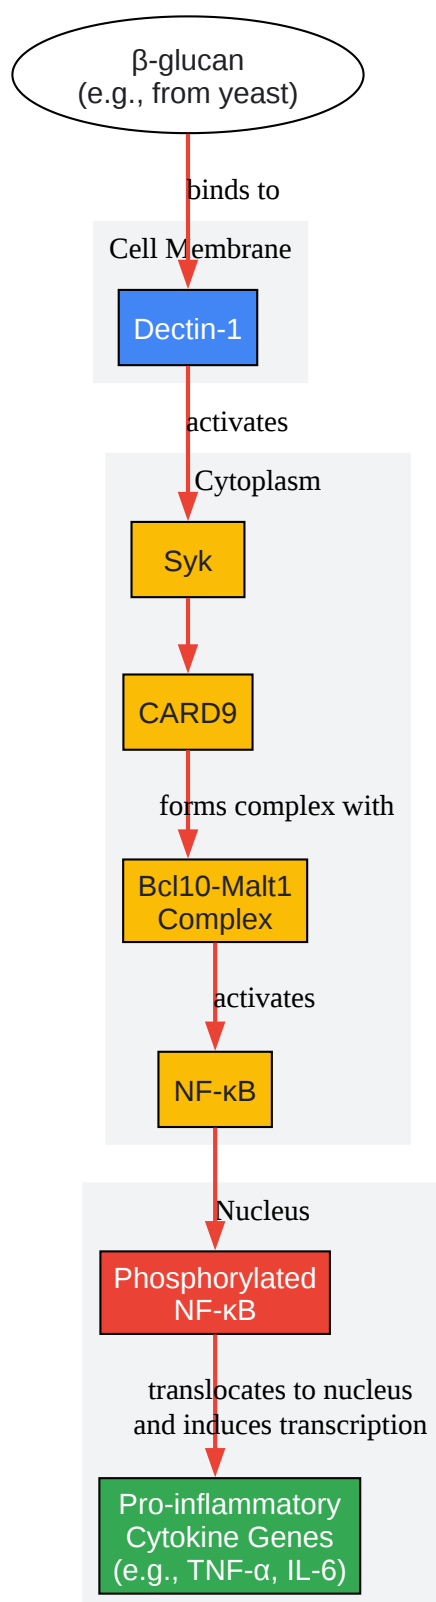 β-glucan
(e.g., from yeast)
binds to
Cell Membrane
Dectin-1
activates
Cytoplasm
Syk
CARD9
forms complex with
Bcl10-Malt1
Complex
activates
NF-κB
Nucleus
Phosphorylated
NF-κB
translocates to nucleus
and induces transcription
Pro-inflammatory
Cytokine Genes
(e.g., TNF-α, IL-6)